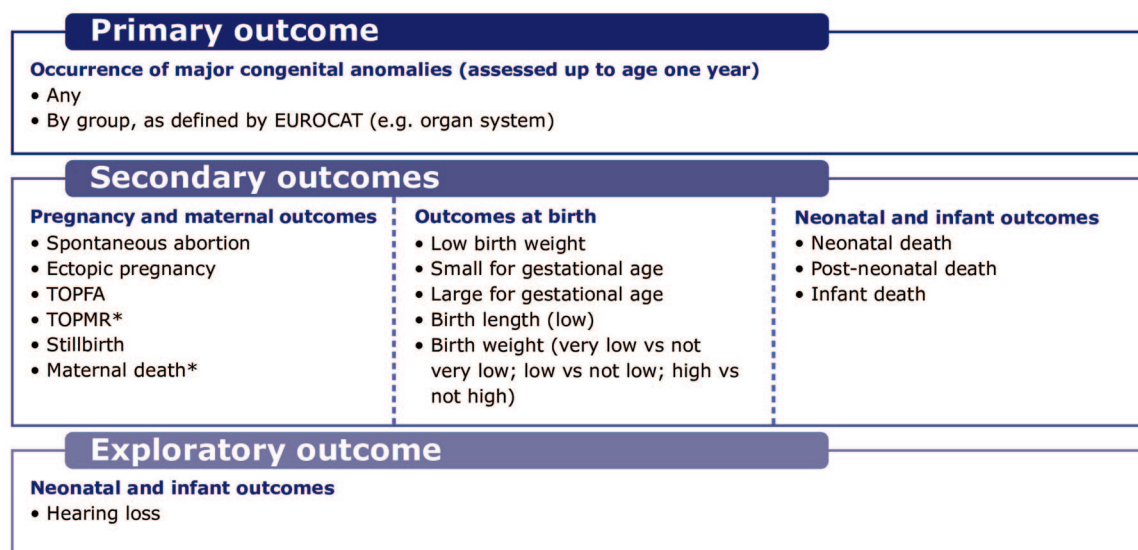 Primary outcome
Occurrence of major congenital anomalies (assessed up to age one year)
• Any
• By group, as defined by EUROCAT (e.g. organ system)
Secondary outcomes
Pregnancy and maternal outcomes
• Spontaneous abortion
• Ectopic pregnancy
• TOPFA
• TOPMR*
• Stillbirth
• Maternal death*
Outcomes at birth
• Low birth weight
• Small for gestational age
• Large for gestational age
• Birth length (low)
• Birth weight (very low vs not
very low; low vs not low; high vs
not high)
Neonatal and infant outcomes
• Neonatal death
• Post-neonatal death
• Infant death
Exploratory outcome
Neonatal and infant outcomes
• Hearing loss